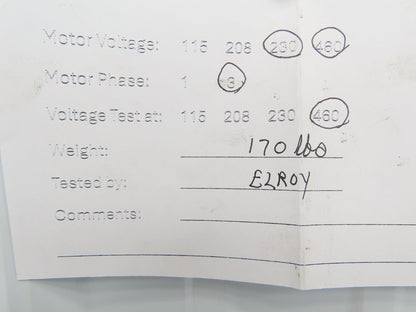 Motor Voltage: 115 208 230 460
Motor Phase: 1 3
Voltage Test at: 115 208 230 460
Weight: 170 lbs
Tested by: ELROY
Comments: